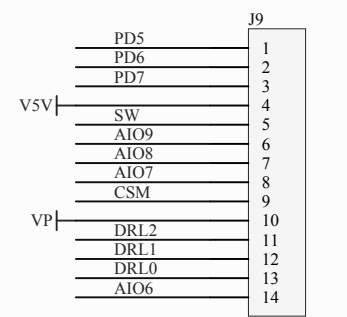 J9
PD5 1
PD6 2
PD7 3
V5V 4
SW 5
AIO9 6
AIO8 7
AIO7 8
CSM 9
VP 10
DRL2 11
DRL1 12
DRL0 13
AIO6 14